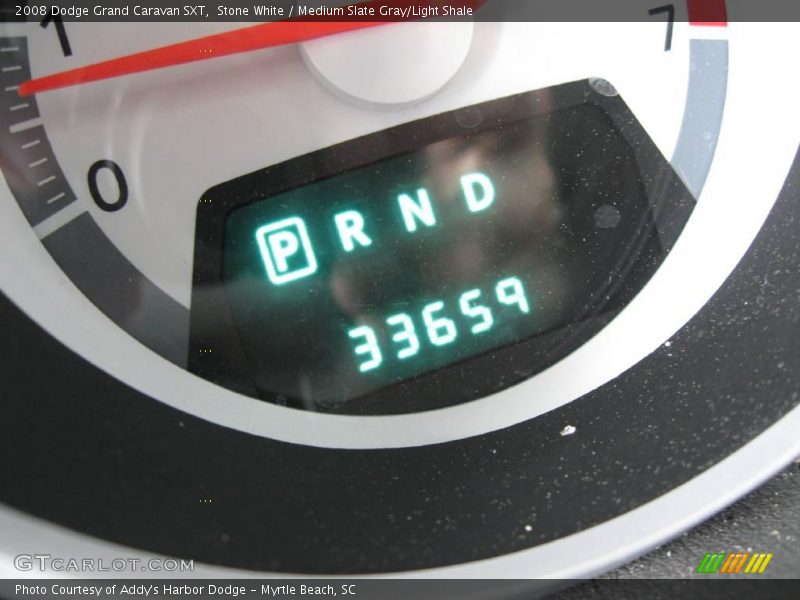 2008 Dodge Grand Caravan SXT,  Stone White / Medium Slate Gray/Light Shale
1
7
0
P R N D
33659
GTCARLOT.COM
Photo Courtesy of Addy's Harbor Dodge - Myrtle Beach, SC